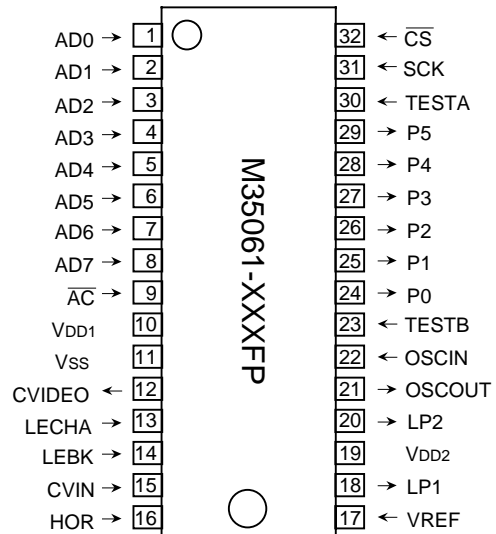 AD0 → 1
AD1 → 2
AD2 → 3
AD3 → 4
AD4 → 5
AD5 → 6
AD6 → 7
AD7 → 8
A̅C̅ → 9
VDD1 10
VSS 11
CVIDEO ← 12
LECHA → 13
LEBK → 14
CVIN → 15
HOR → 16
M35061-XXXFP
32 ← C̅S̅
31 ← SCK
30 ← TESTA
29 → P5
28 → P4
27 → P3
26 → P2
25 → P1
24 → P0
23 ← TESTB
22 ← OSCIN
21 → OSCOUT
20 → LP2
19 VDD2
18 → LP1
17 ← VREF